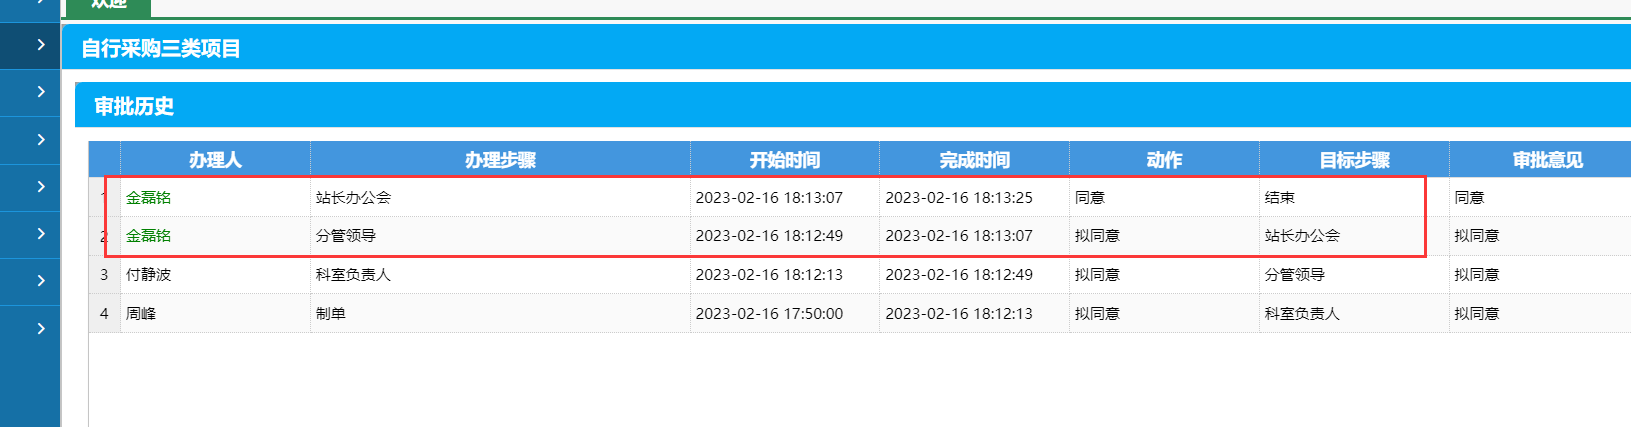 欢迎
自行采购三类项目
审批历史
办理人 办理步骤 开始时间 完成时间 动作 目标步骤 审批意见
1 金磊铭 站长办公会 2023-02-16 18:13:07 2023-02-16 18:13:25 同意 结束 同意
2 金磊铭 分管领导 2023-02-16 18:12:49 2023-02-16 18:13:07 拟同意 站长办公会 拟同意
3 付静波 科室负责人 2023-02-16 18:12:13 2023-02-16 18:12:49 拟同意 分管领导 拟同意
4 周峰 制单 2023-02-16 17:50:00 2023-02-16 18:12:13 拟同意 科室负责人 拟同意